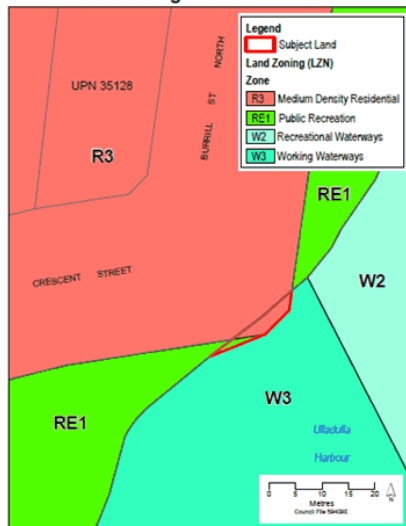 Legend
Subject Land
Land Zoning (LZN)
Zone
R3 Medium Density Residential
RE1 Public Recreation
W2 Recreational Waterways
W3 Working Waterways
UPN 35128
BURRILL ST NORTH
R3
RE1
W2
CRESCENT STREET
RE1
W3
Ulladulla
Harbour
0 5 10 15 20
Metres
N